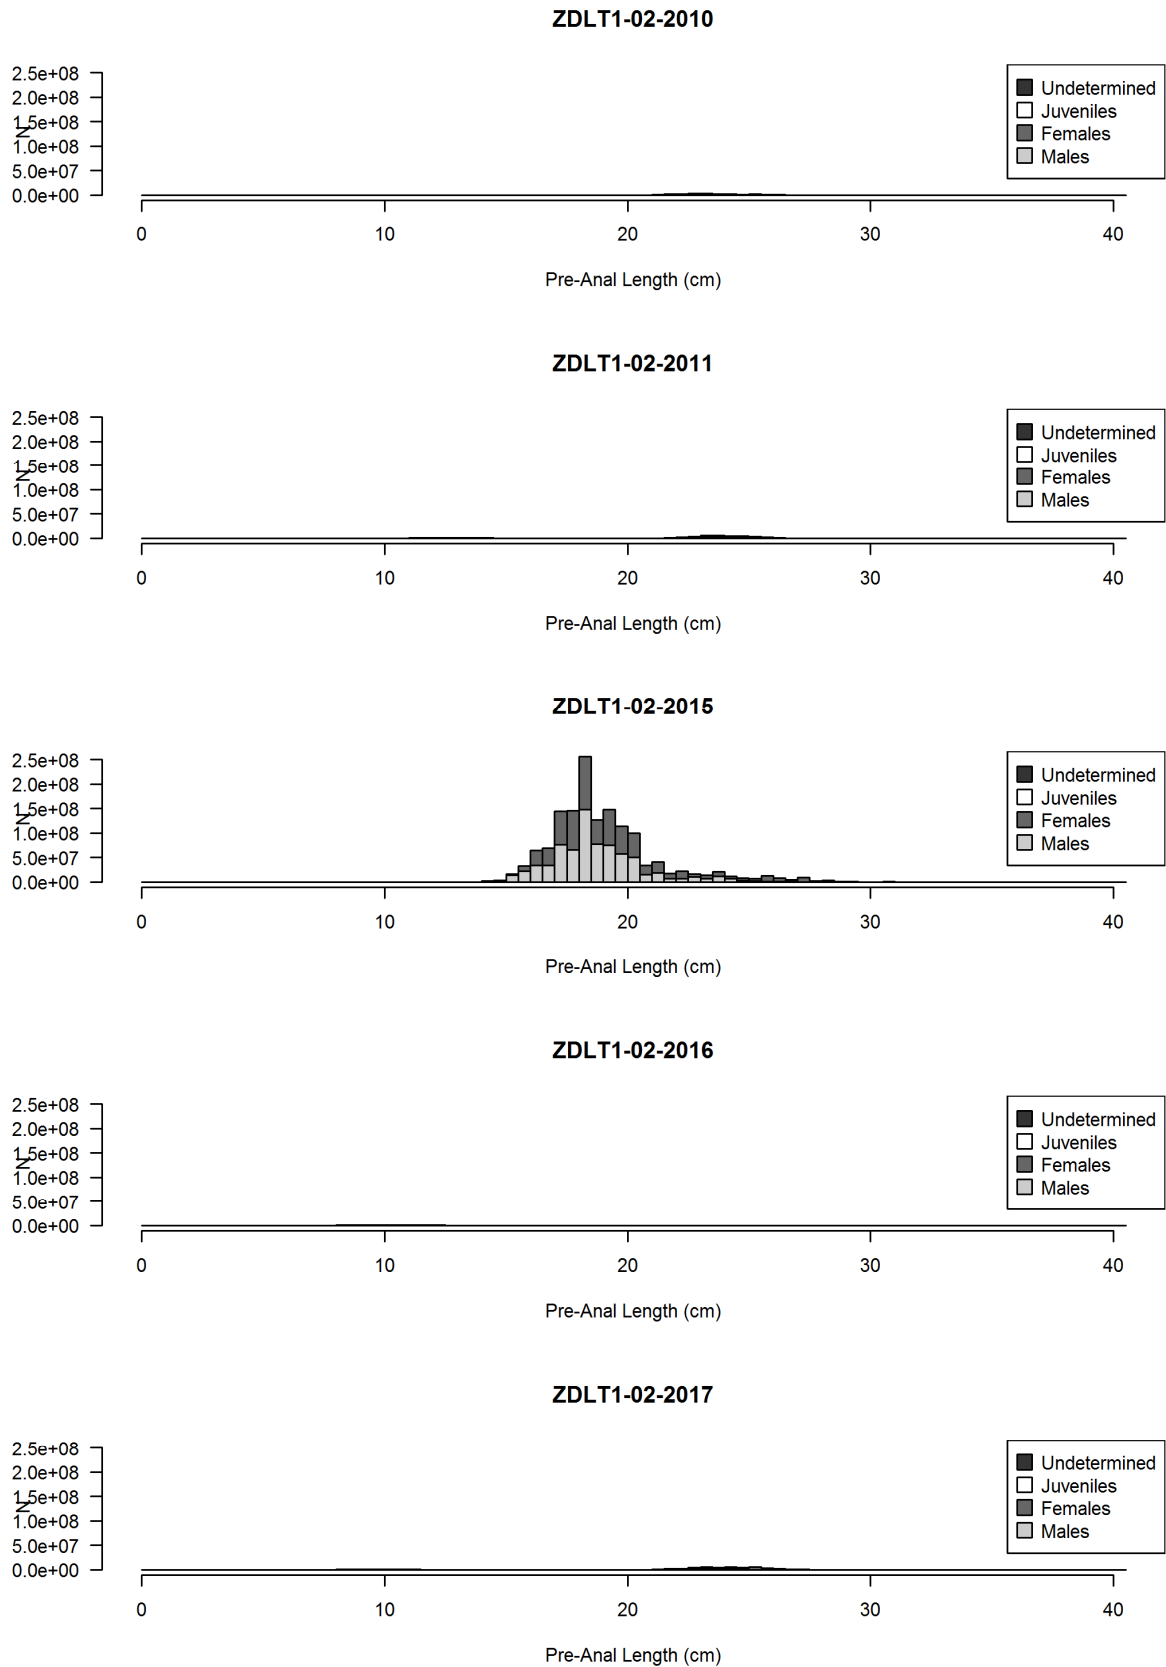 ZDLT1-02-2010
2.5e+08
2.0e+08
1.5e+08
1.0e+08
5.0e+07
0.0e+00
N
Undetermined
Juveniles
Females
Males
0 10 20 30 40
Pre-Anal Length (cm)
ZDLT1-02-2011
2.5e+08
2.0e+08
1.5e+08
1.0e+08
5.0e+07
0.0e+00
N
Undetermined
Juveniles
Females
Males
0 10 20 30 40
Pre-Anal Length (cm)
ZDLT1-02-2015
2.5e+08
2.0e+08
1.5e+08
1.0e+08
5.0e+07
0.0e+00
N
Undetermined
Juveniles
Females
Males
0 10 20 30 40
Pre-Anal Length (cm)
ZDLT1-02-2016
2.5e+08
2.0e+08
1.5e+08
1.0e+08
5.0e+07
0.0e+00
N
Undetermined
Juveniles
Females
Males
0 10 20 30 40
Pre-Anal Length (cm)
ZDLT1-02-2017
2.5e+08
2.0e+08
1.5e+08
1.0e+08
5.0e+07
0.0e+00
N
Undetermined
Juveniles
Females
Males
0 10 20 30 40
Pre-Anal Length (cm)